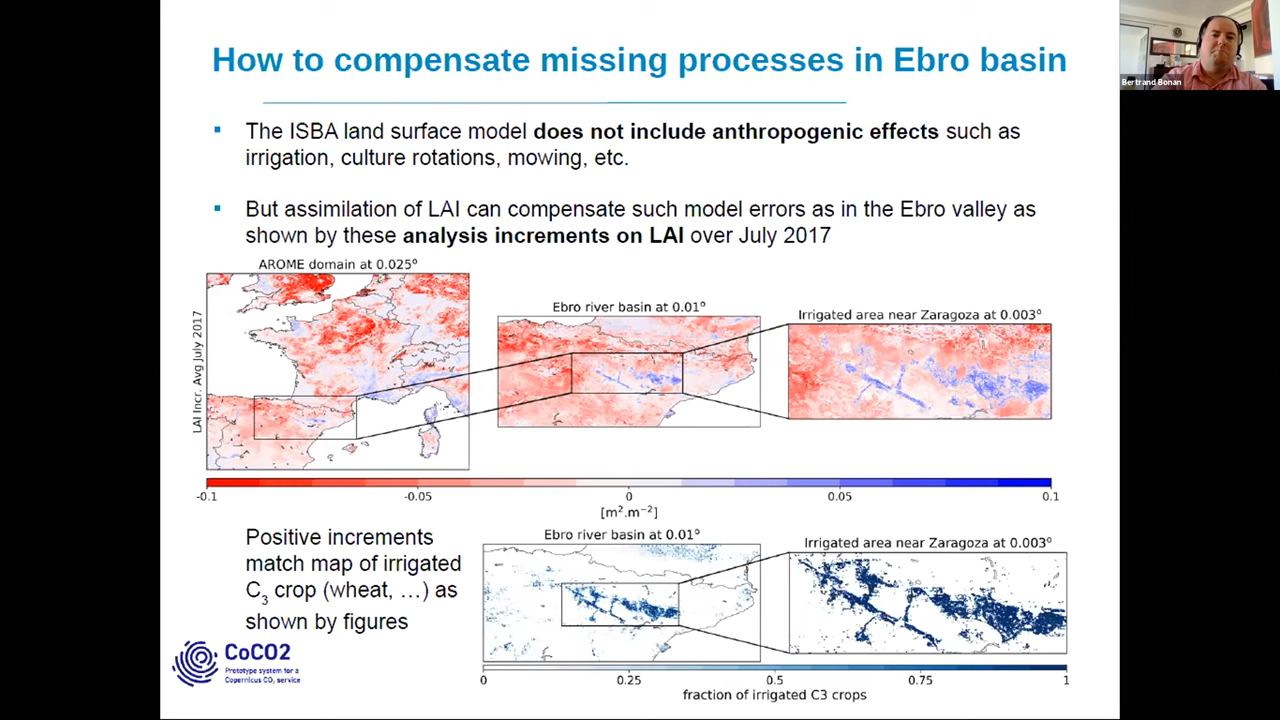 How to compensate missing processes in Ebro basin
Bertrand Bonan
▪ The ISBA land surface model does not include anthropogenic effects such as
irrigation, culture rotations, mowing, etc.
▪ But assimilation of LAI can compensate such model errors as in the Ebro valley as
shown by these analysis increments on LAI over July 2017
AROME domain at 0.025°
Ebro river basin at 0.01°
Irrigated area near Zaragoza at 0.003°
LAI Incr. Avg July 2017
-0.1 -0.05 0 0.05 0.1
[m².m⁻²]
Positive increments
match map of irrigated
C₃ crop (wheat, …) as
shown by figures
Ebro river basin at 0.01°
Irrigated area near Zaragoza at 0.003°
0 0.25 0.5 0.75 1
fraction of irrigated C3 crops
CoCO2
Prototype system for a
Copernicus CO₂ service